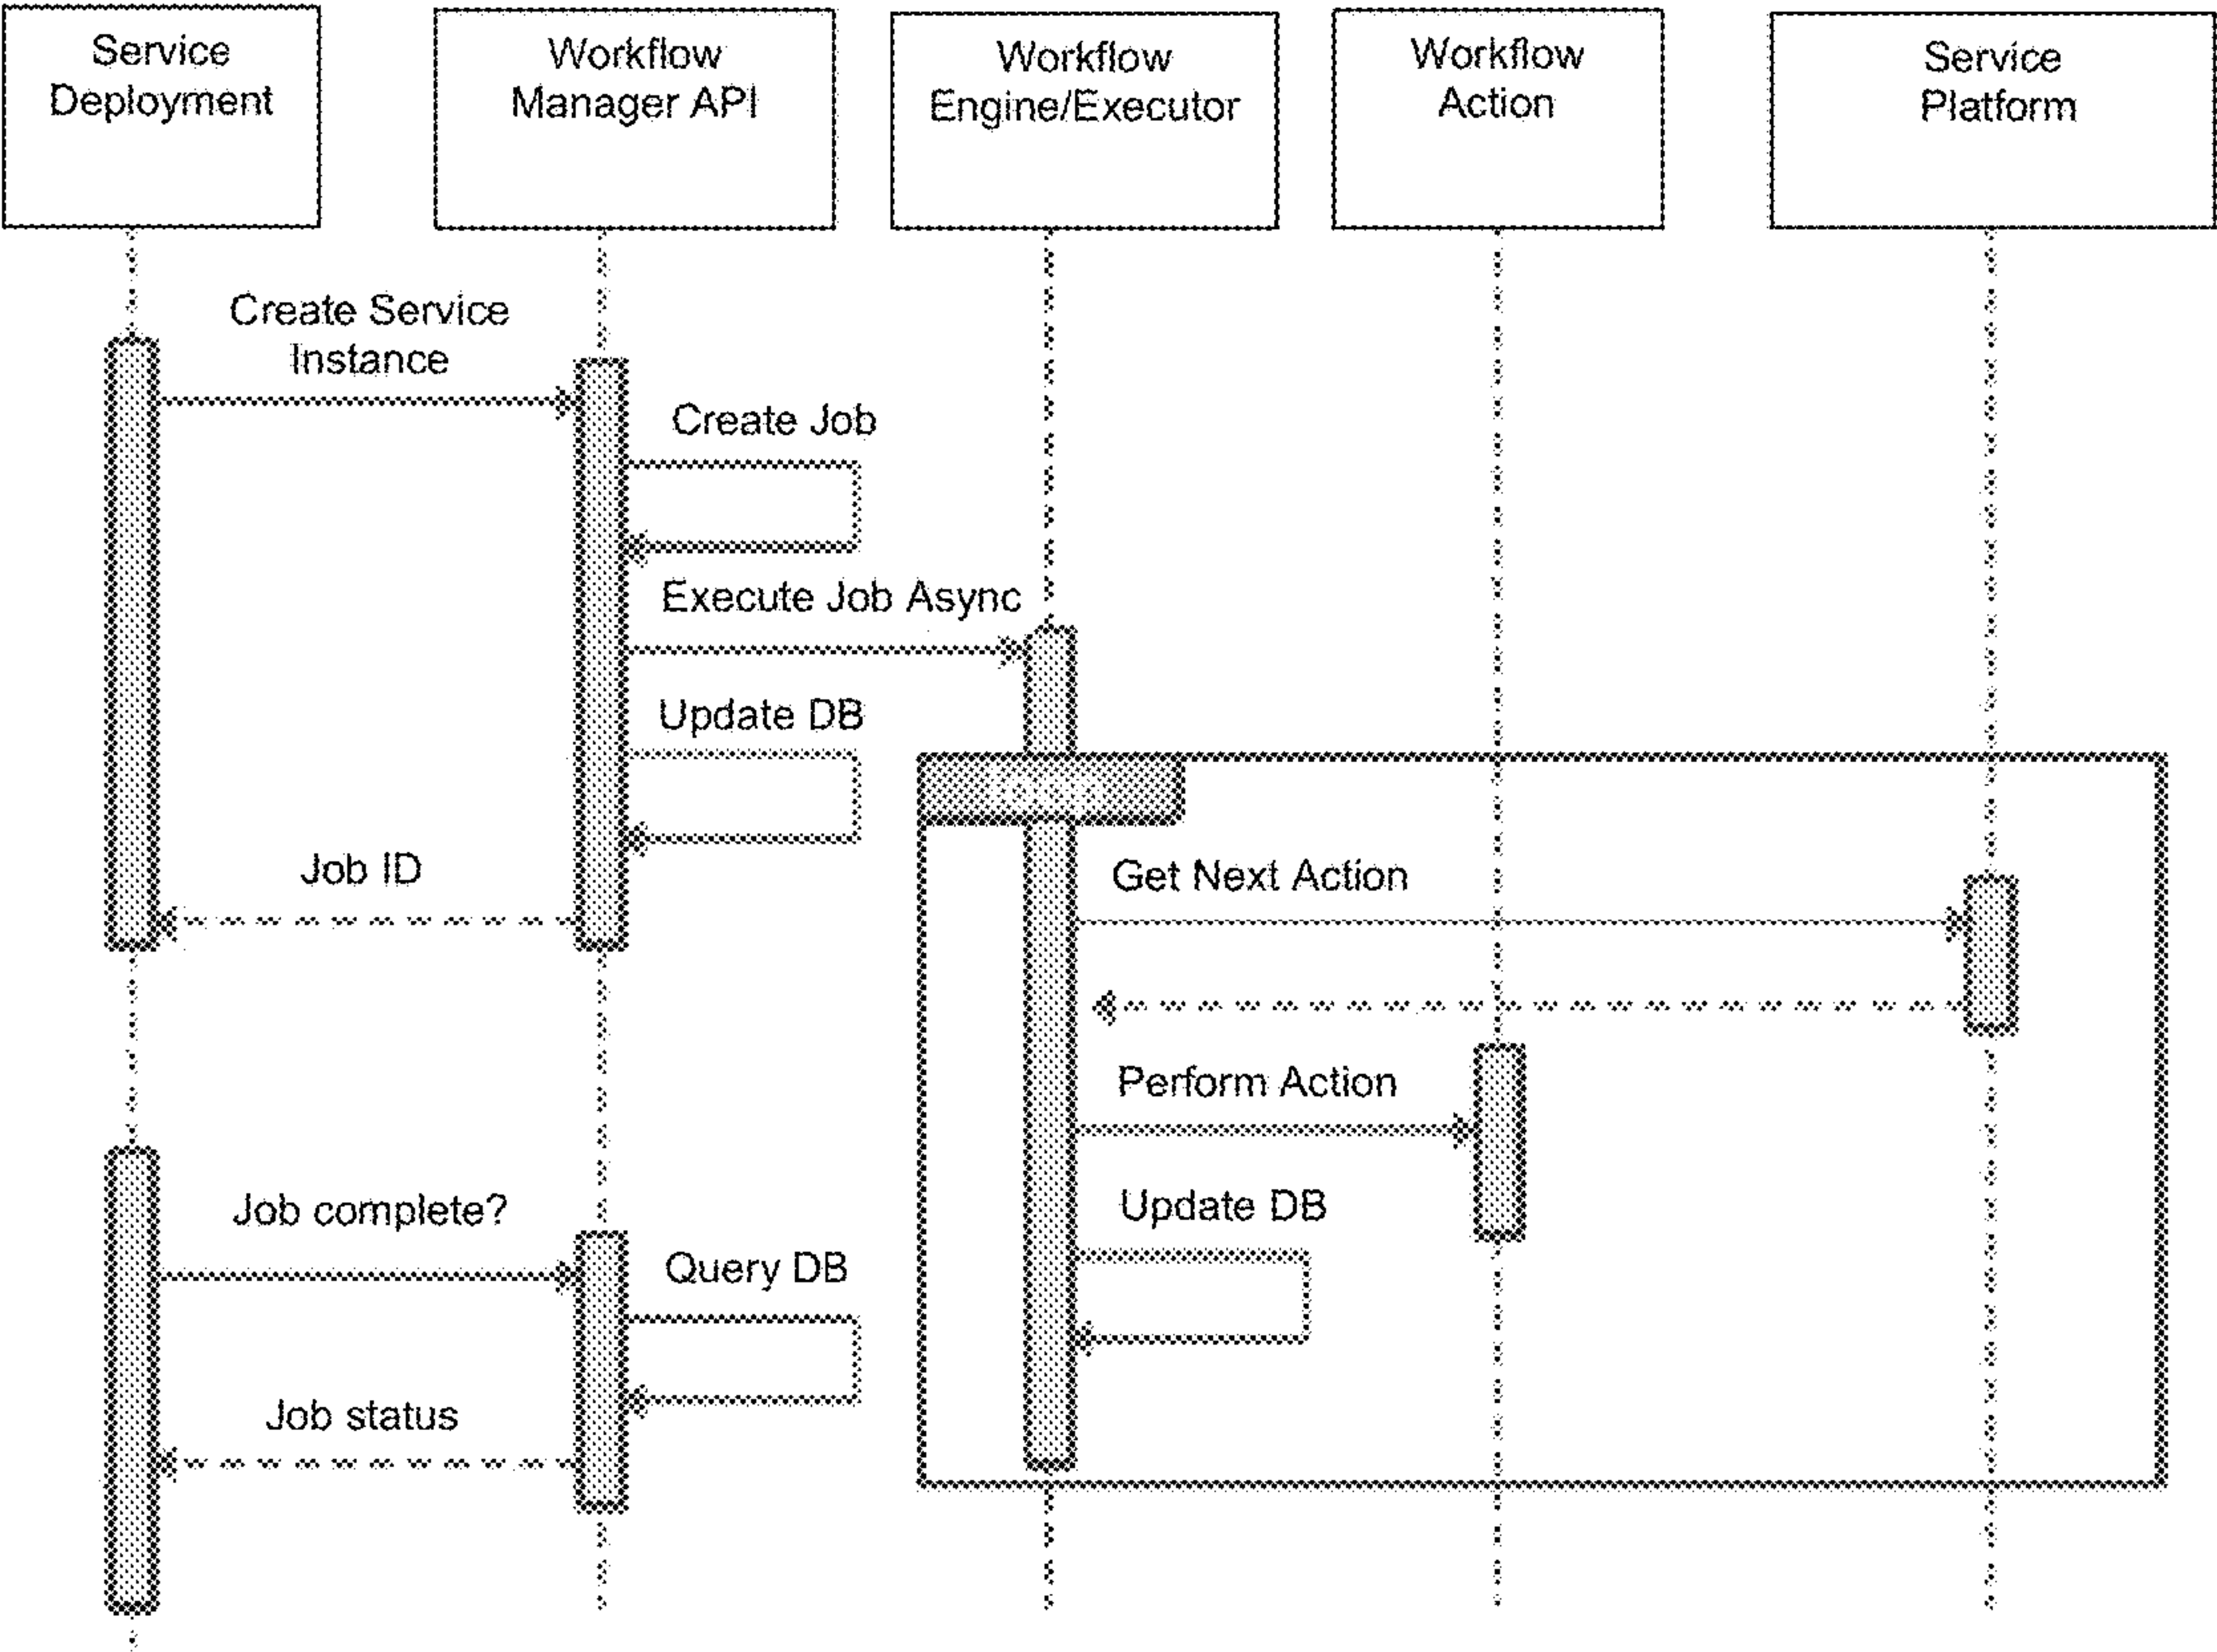 Service
Deployment
Workflow
Manager API
Workflow
Engine/Executor
Workflow
Action
Service
Platform
Create Service
Instance
Create Job
Execute Job Async
Update DB
Job ID
Get Next Action
Perform Action
Update DB
Job complete?
Query DB
Job status